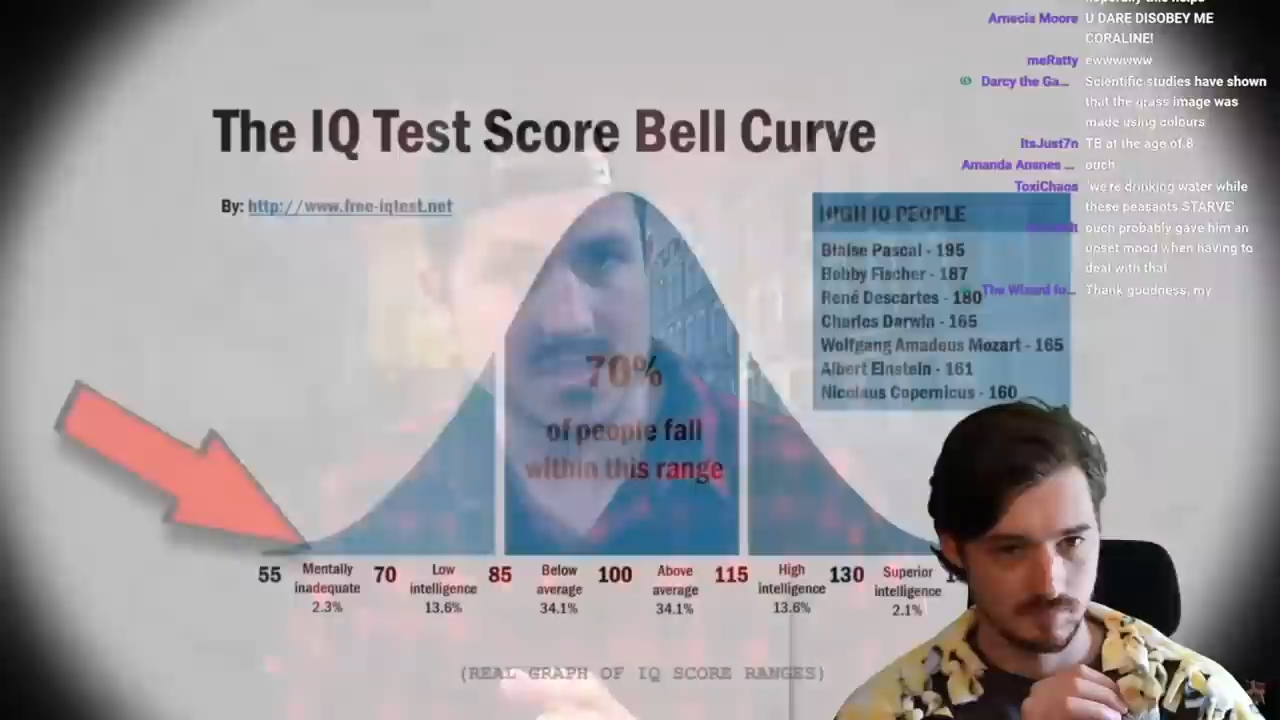 The IQ Test Score Bell Curve
By: http://www.free-iqtest.net
HIGH IQ PEOPLE
Blaise Pascal - 195
Bobby Fischer - 187
René Descartes - 180
Charles Darwin - 165
Wolfgang Amadeus Mozart - 165
Albert Einstein - 161
Nicolaus Copernicus - 160
70%
of people fall
within this range
55 70 85 100 115 130
Mentally inadequate 2.3%
Low intelligence 13.6%
Below average 34.1%
Above average 34.1%
High intelligence 13.6%
Superior intelligence 2.1%
(REAL GRAPH OF IQ SCORE RANGES)
Amecia Moore U DARE DISOBEY ME
CORALINE!
meRatty ewwwwww
Darcy the Ga... Scientific studies have shown
that the grass image was
made using colours
ItsJust7n TB at the age of 8
Amanda Ansnes ... ouch
ToxiChaos 'we're drinking water while
these peasants STARVE'
ouch probably gave him an
upset mood when having to
deal with that
The Wizard fo... Thank goodness, my